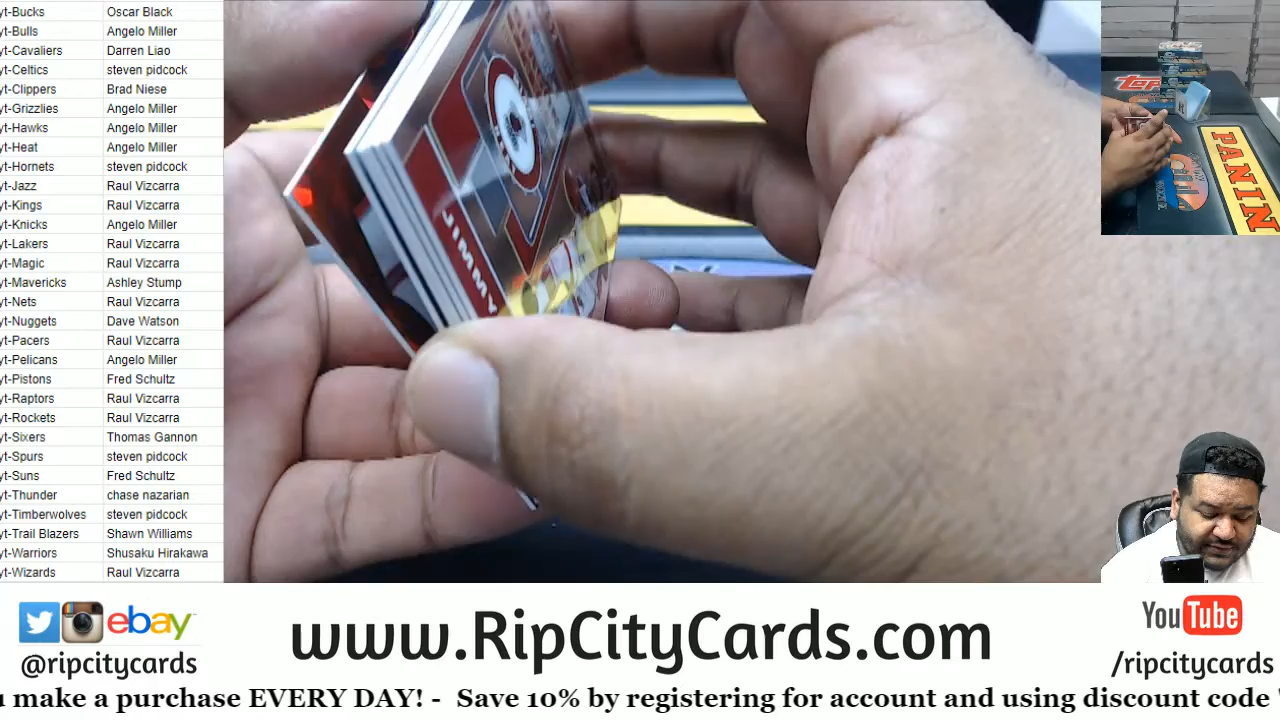 yt-Bucks Oscar Black
yt-Bulls Angelo Miller
yt-Cavaliers Darren Liao
yt-Celtics steven pidcock
yt-Clippers Brad Niese
yt-Grizzlies Angelo Miller
yt-Hawks Angelo Miller
yt-Heat Angelo Miller
yt-Hornets steven pidcock
yt-Jazz Raul Vizcarra
yt-Kings Raul Vizcarra
yt-Knicks Angelo Miller
yt-Lakers Raul Vizcarra
yt-Magic Raul Vizcarra
yt-Mavericks Ashley Stump
yt-Nets Raul Vizcarra
yt-Nuggets Dave Watson
yt-Pacers Raul Vizcarra
yt-Pelicans Angelo Miller
yt-Pistons Fred Schultz
yt-Raptors Raul Vizcarra
yt-Rockets Raul Vizcarra
yt-Sixers Thomas Gannon
yt-Spurs steven pidcock
yt-Suns Fred Schultz
yt-Thunder chase nazarian
yt-Timberwolves steven pidcock
yt-Trail Blazers Shawn Williams
yt-Warriors Shusaku Hirakawa
yt-Wizards Raul Vizcarra
JIMMY
TOPPS
PANINI
ebay
@ripcitycards
www.RipCityCards.com
YouTube
/ripcitycards
u make a purchase EVERY DAY! - Save 10% by registering for account and using discount code "